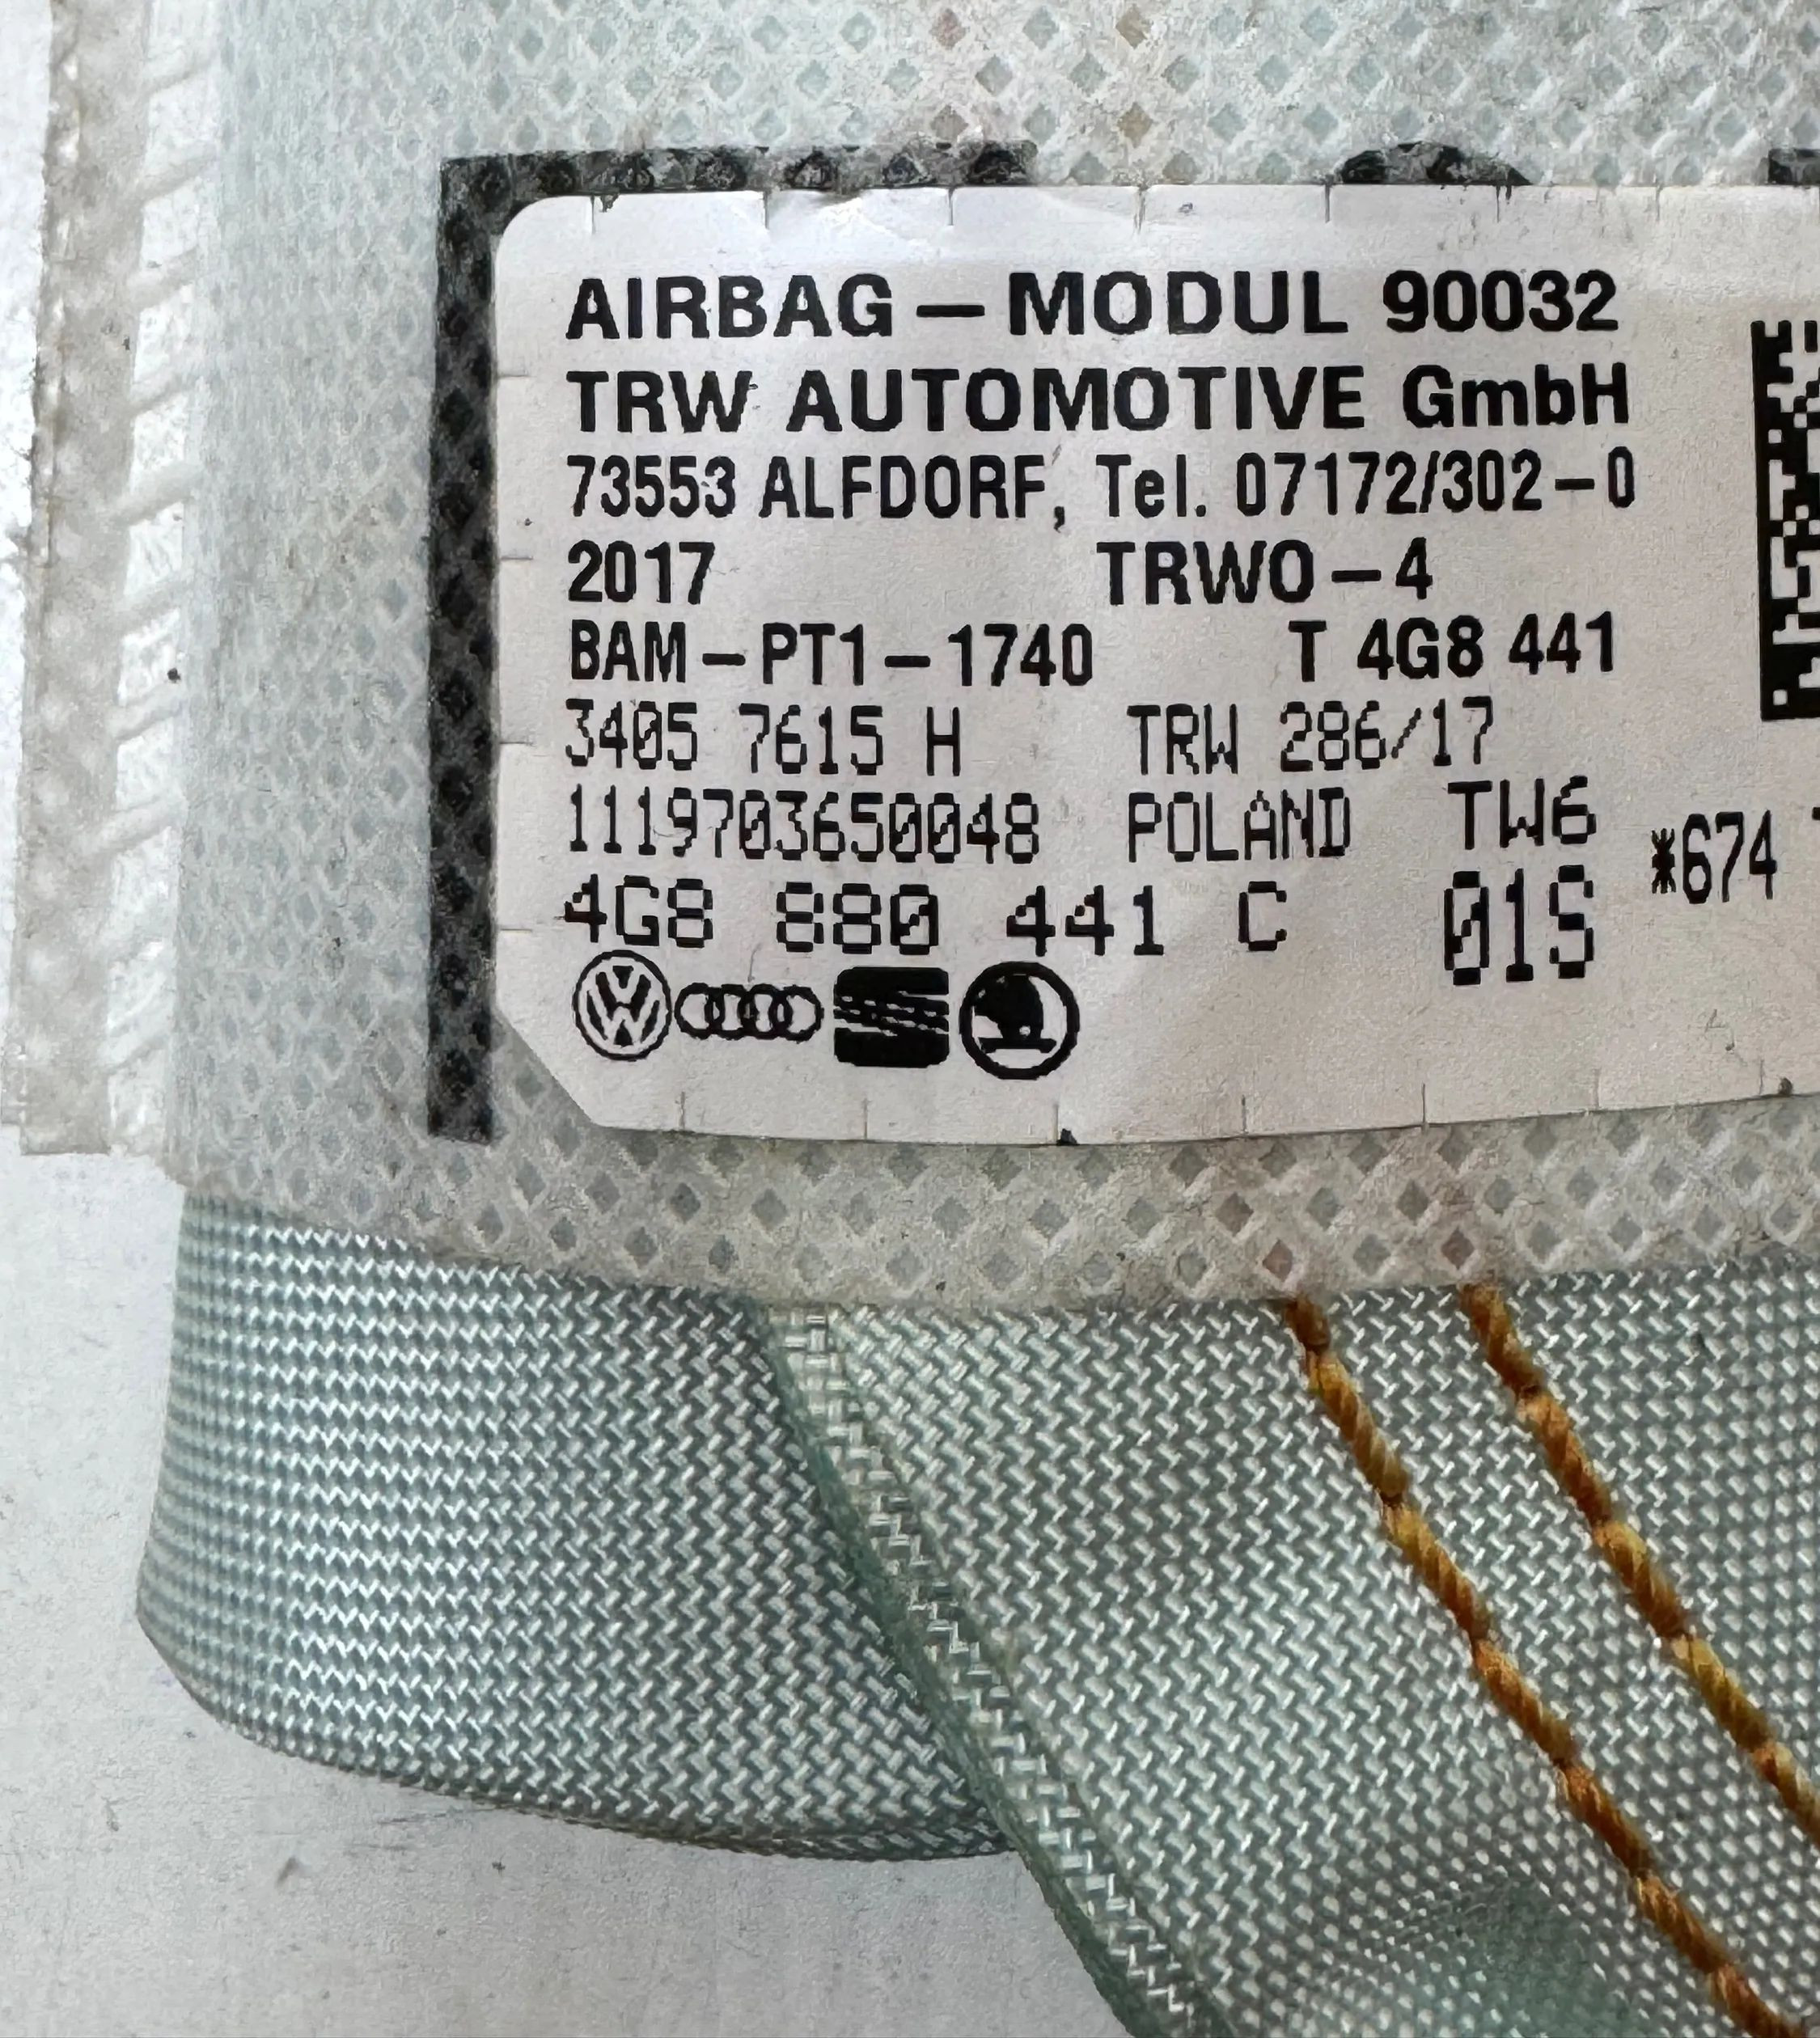 AIRBAG – MODUL 90032
TRW AUTOMOTIVE GmbH
73553 ALFDORF, Tel. 07172/302–0
2017 TRWO–4
BAM–PT1–1740 T 4G8 441
3405 7615 H TRW 286/17
1119703650048 POLAND TW6
4G8 880 441 C 01S
*674